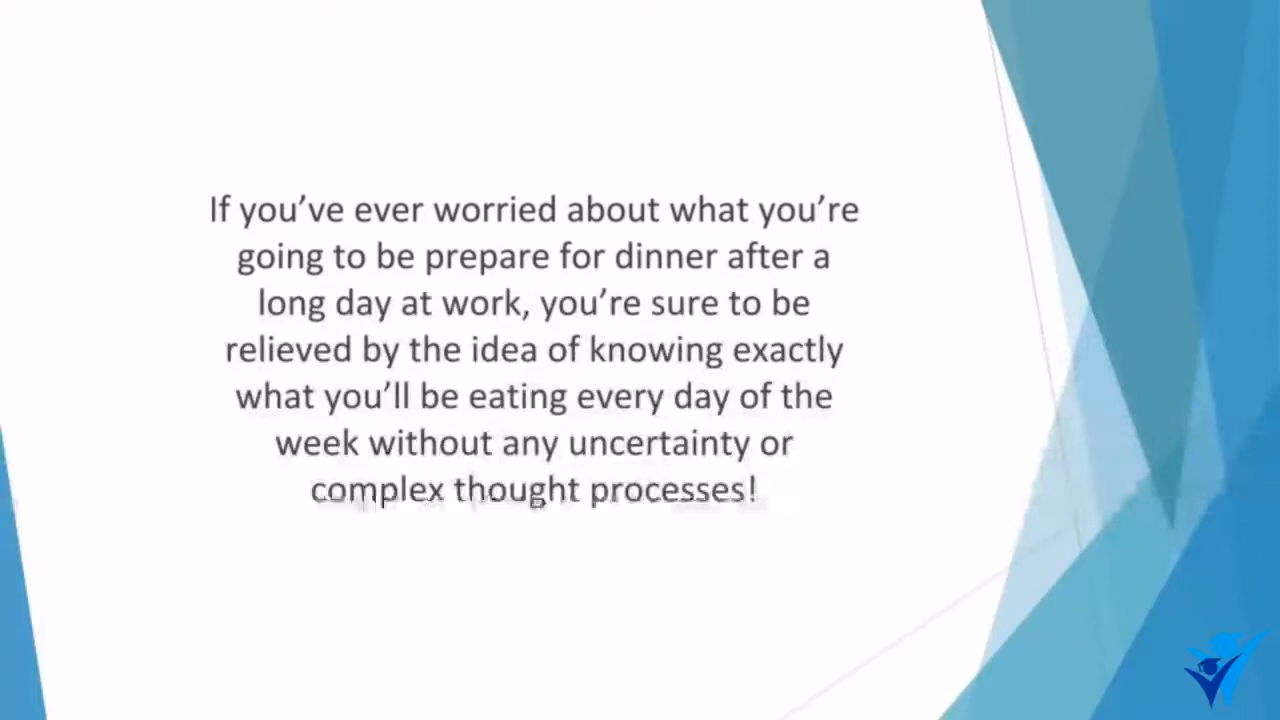 If you’ve ever worried about what you’re
going to be prepare for dinner after a
long day at work, you’re sure to be
relieved by the idea of knowing exactly
what you’ll be eating every day of the
week without any uncertainty or
complex thought processes!